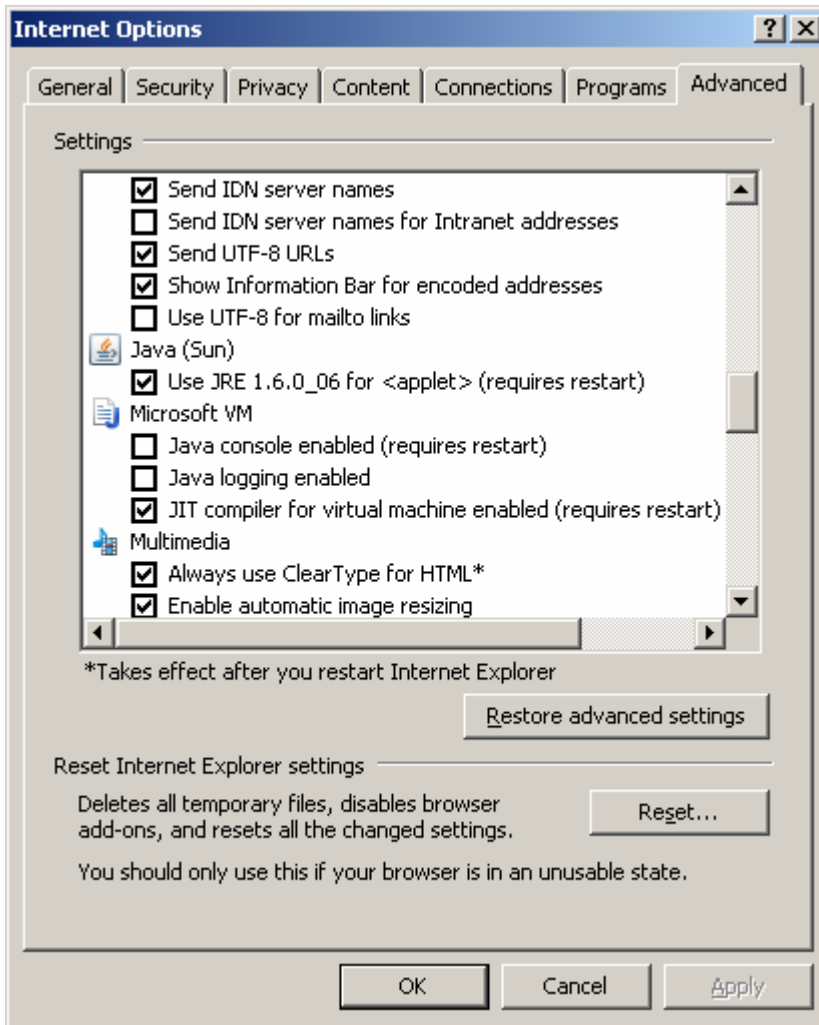 Internet Options
General Security Privacy Content Connections Programs Advanced
Settings
Send IDN server names
Send IDN server names for Intranet addresses
Send UTF-8 URLs
Show Information Bar for encoded addresses
Use UTF-8 for mailto links
Java (Sun)
Use JRE 1.6.0_06 for <applet> (requires restart)
Microsoft VM
Java console enabled (requires restart)
Java logging enabled
JIT compiler for virtual machine enabled (requires restart)
Multimedia
Always use ClearType for HTML*
Enable automatic image resizing
*Takes effect after you restart Internet Explorer
Restore advanced settings
Reset Internet Explorer settings
Deletes all temporary files, disables browser
add-ons, and resets all the changed settings.
Reset...
You should only use this if your browser is in an unusable state.
OK Cancel Apply